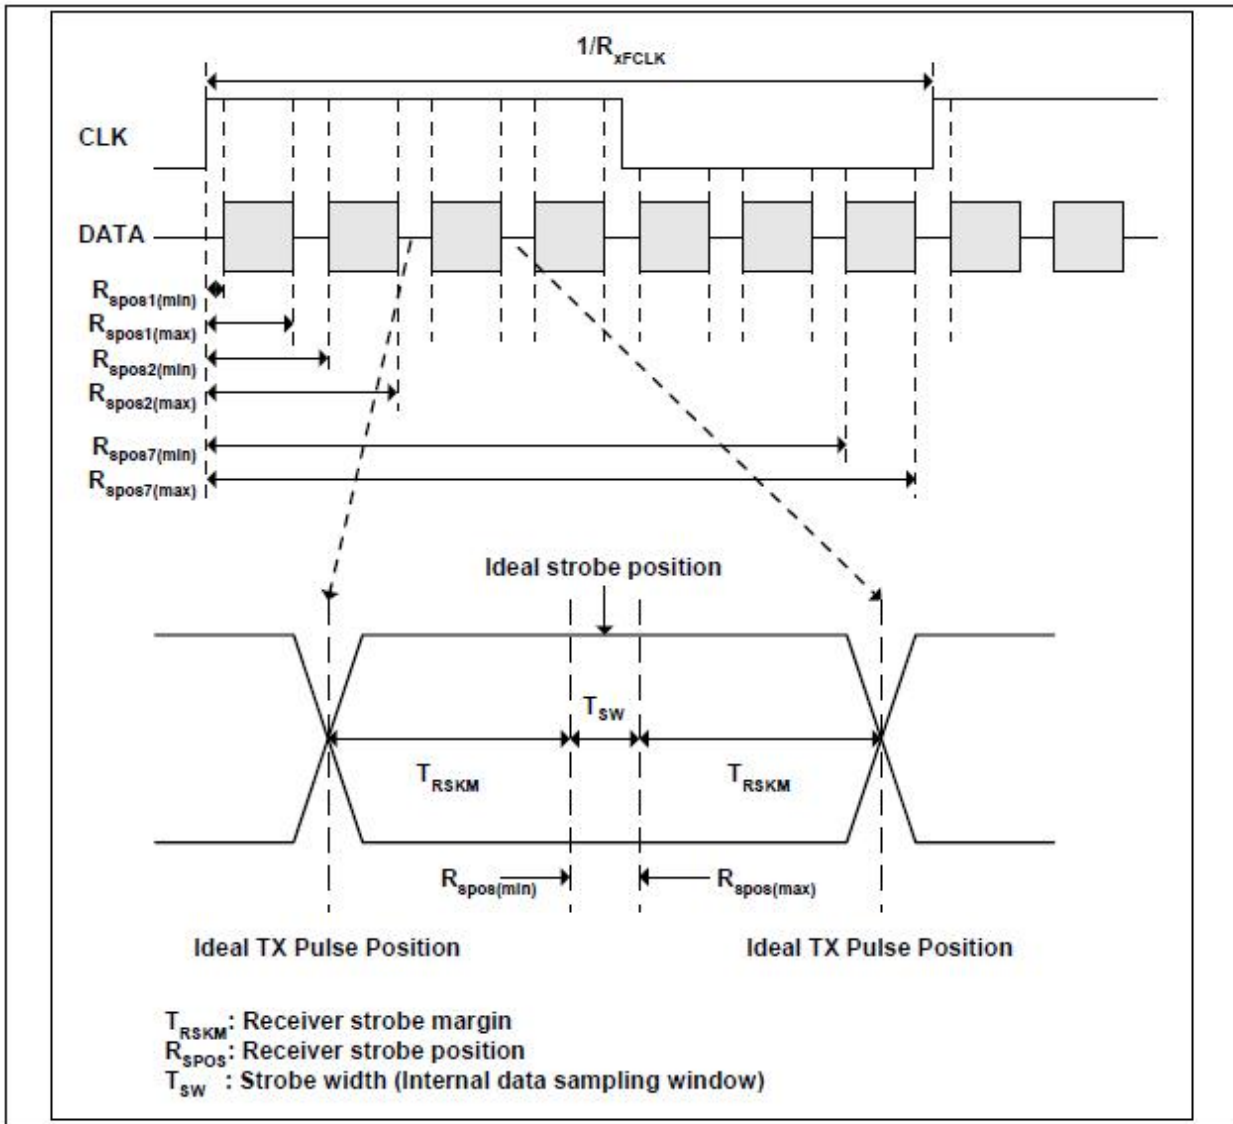 1/RxFCLK
CLK
DATA
Rspos1(min)
Rspos1(max)
Rspos2(min)
Rspos2(max)
Rspos7(min)
Rspos7(max)
Ideal strobe position
TSW
TRSKM TRSKM
Rspos(min) Rspos(max)
Ideal TX Pulse Position Ideal TX Pulse Position
TRSKM: Receiver strobe margin
RSPOS: Receiver strobe position
TSW : Strobe width (Internal data sampling window)